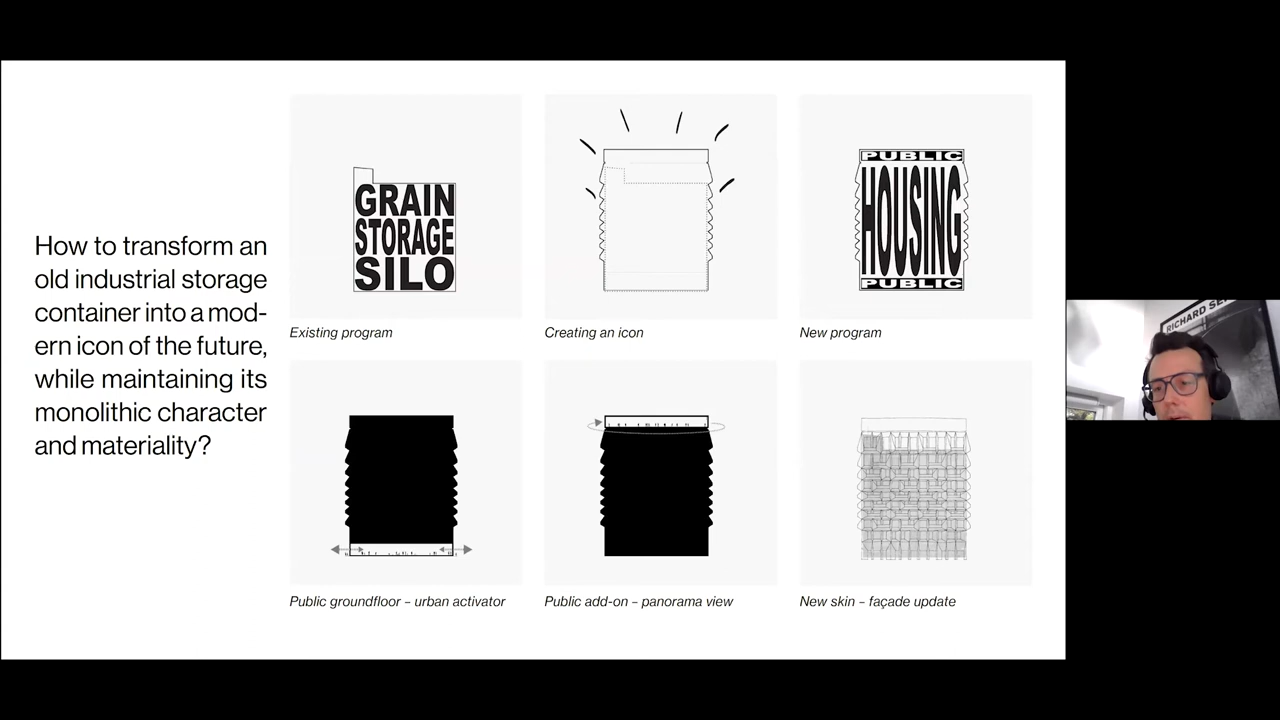 How to transform an
old industrial storage
container into a mod-
ern icon of the future,
while maintaining its
monolithic character
and materiality?
GRAIN
STORAGE
SILO
Existing program
Creating an icon
PUBLIC
HOUSING
PUBLIC
New program
Public groundfloor – urban activator
Public add-on – panorama view
New skin – façade update
RICHARD